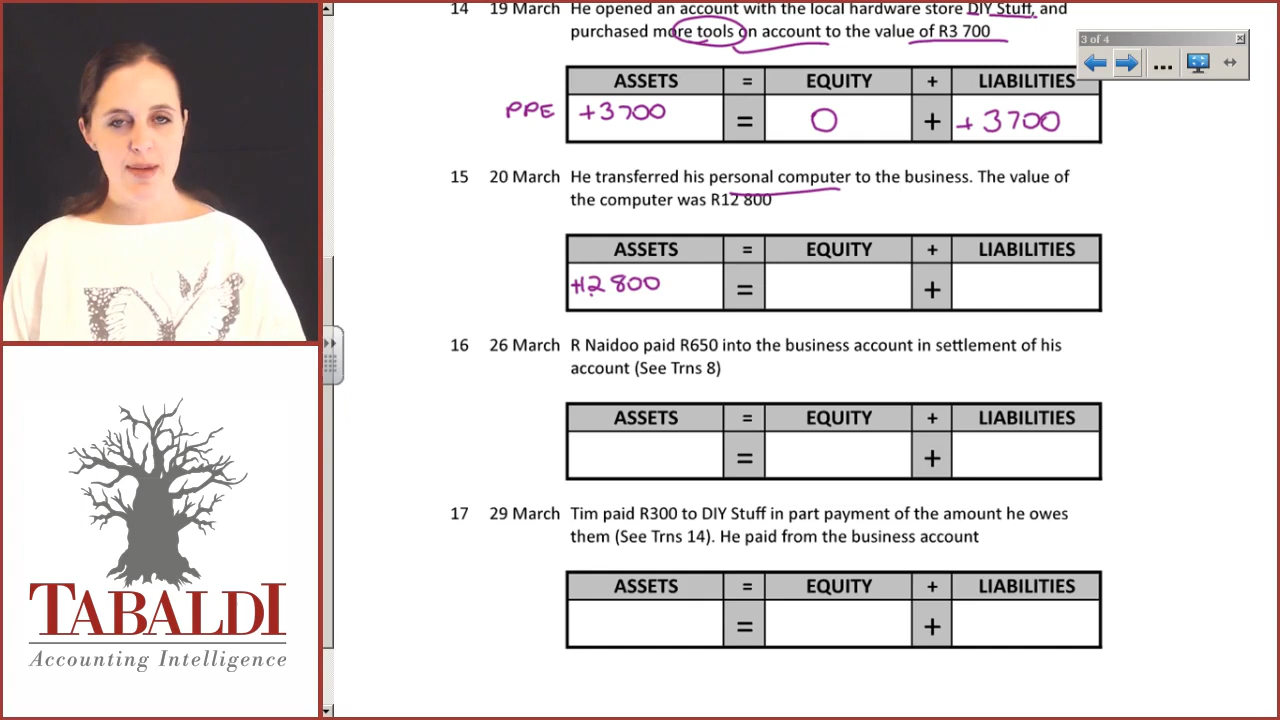 14 19 March He opened an account with the local hardware store DIY Stuff, and
purchased more tools on account to the value of R3 700
3 of 4
ASSETS = EQUITY + LIABILITIES
PPE +3700 = 0 + +3700
15 20 March He transferred his personal computer to the business. The value of
the computer was R12 800
ASSETS = EQUITY + LIABILITIES
+12 800 = +
16 26 March R Naidoo paid R650 into the business account in settlement of his
account (See Trns 8)
ASSETS = EQUITY + LIABILITIES
= +
17 29 March Tim paid R300 to DIY Stuff in part payment of the amount he owes
them (See Trns 14). He paid from the business account
ASSETS = EQUITY + LIABILITIES
= +
TABALDI
Accounting Intelligence